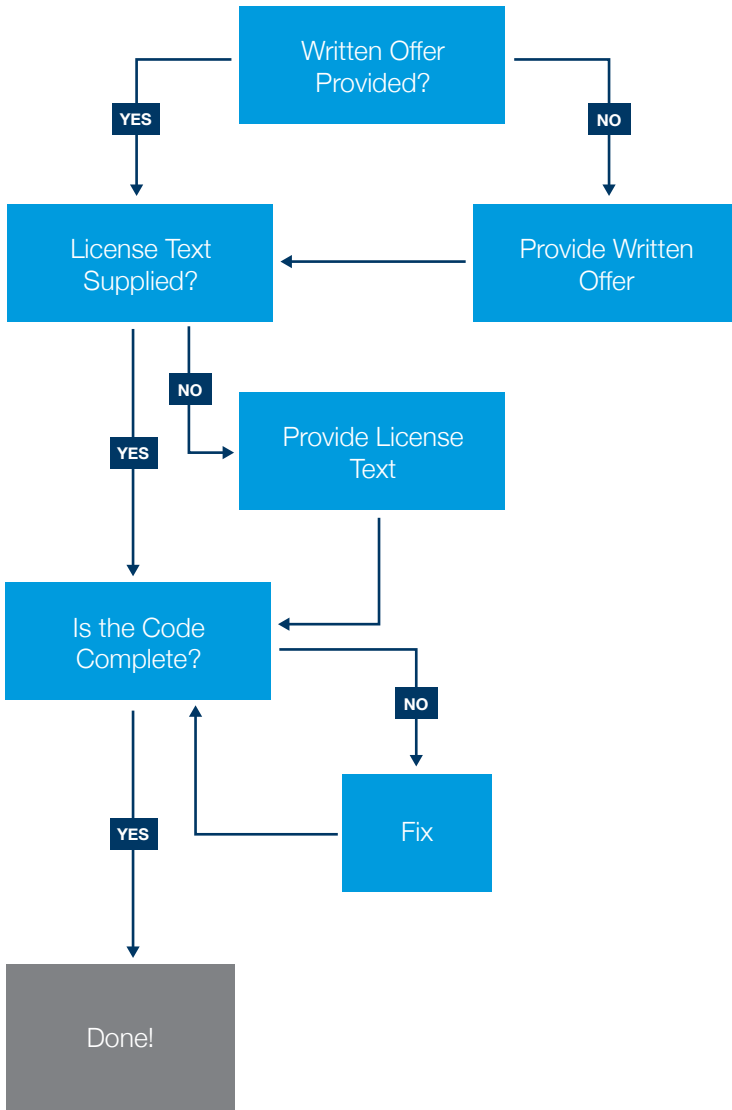 Written Offer
Provided?
YES
NO
License Text
Supplied?
Provide Written
Offer
NO
YES
Provide License
Text
Is the Code
Complete?
NO
YES
Fix
Done!